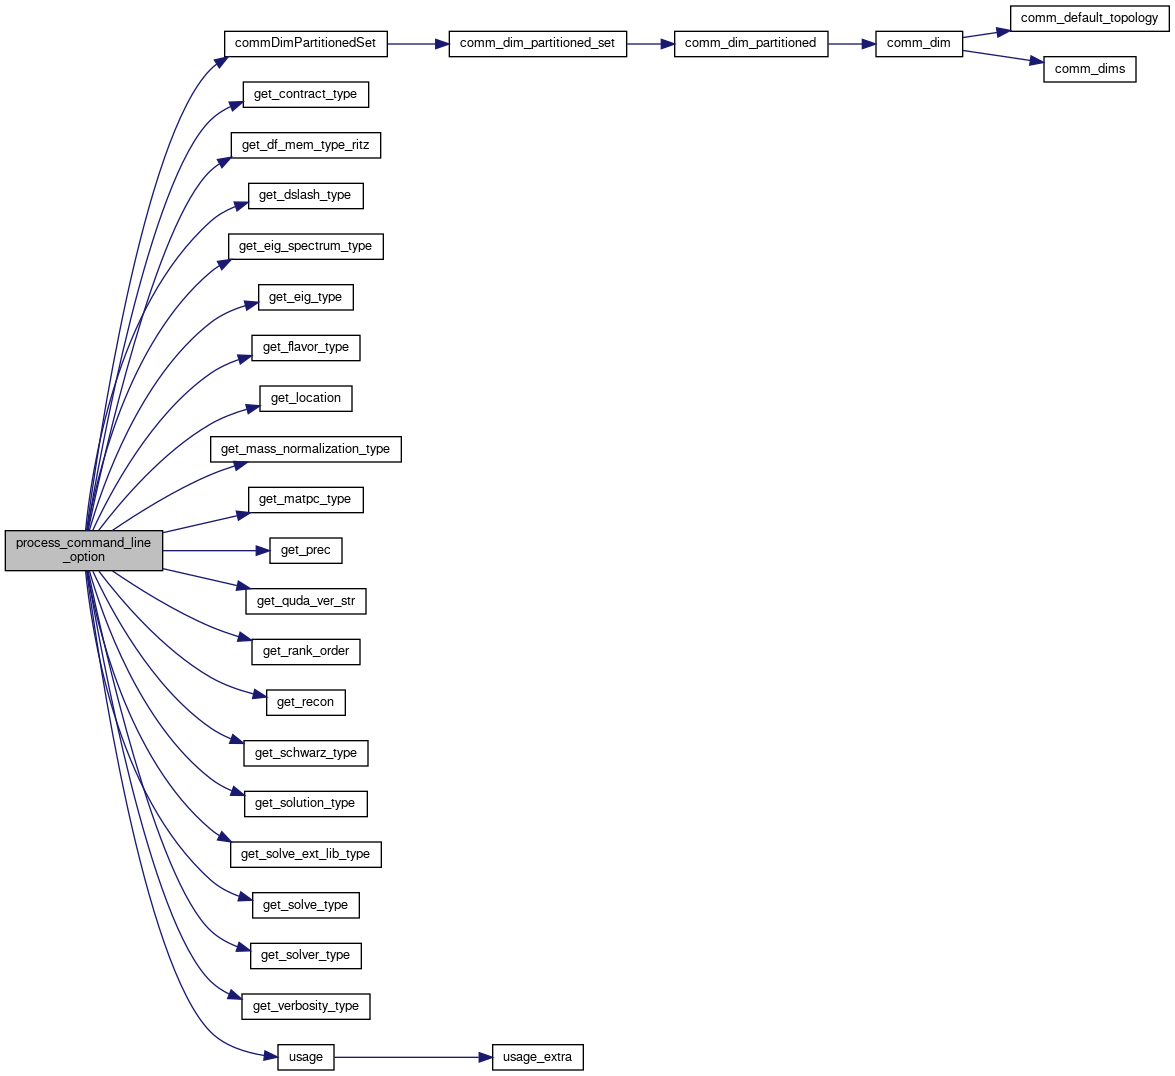 commDimPartitionedSet
comm_dim_partitioned_set
comm_dim_partitioned
comm_dim
comm_default_topology
comm_dims
get_contract_type
get_df_mem_type_ritz
get_dslash_type
get_eig_spectrum_type
get_eig_type
get_flavor_type
get_location
get_mass_normalization_type
get_matpc_type
process_command_line
_option
get_prec
get_quda_ver_str
get_rank_order
get_recon
get_schwarz_type
get_solution_type
get_solve_ext_lib_type
get_solve_type
get_solver_type
get_verbosity_type
usage
usage_extra